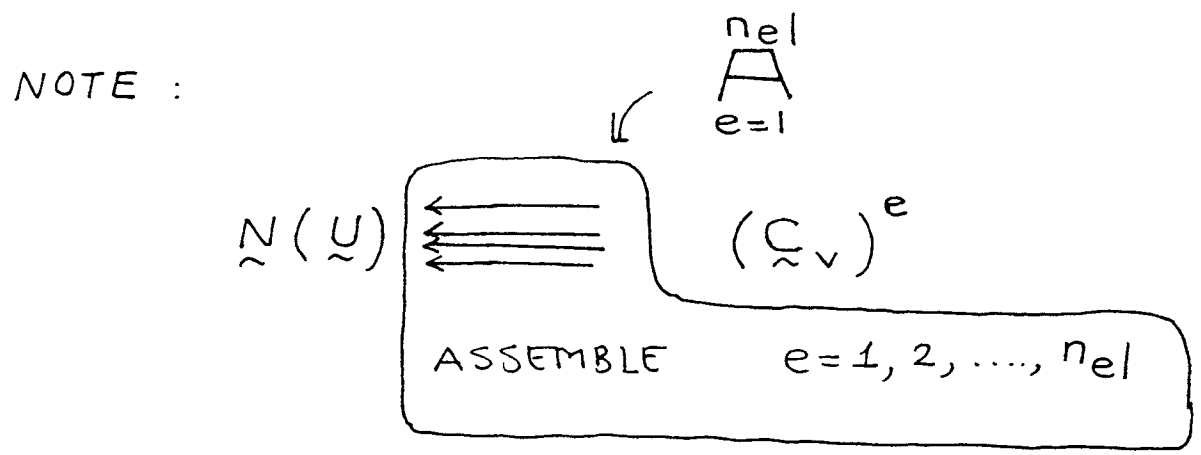 n_el
NOTE :
A
e=1
N(U) (C_v)^e
ASSEMBLE e=1, 2, ...., n_el